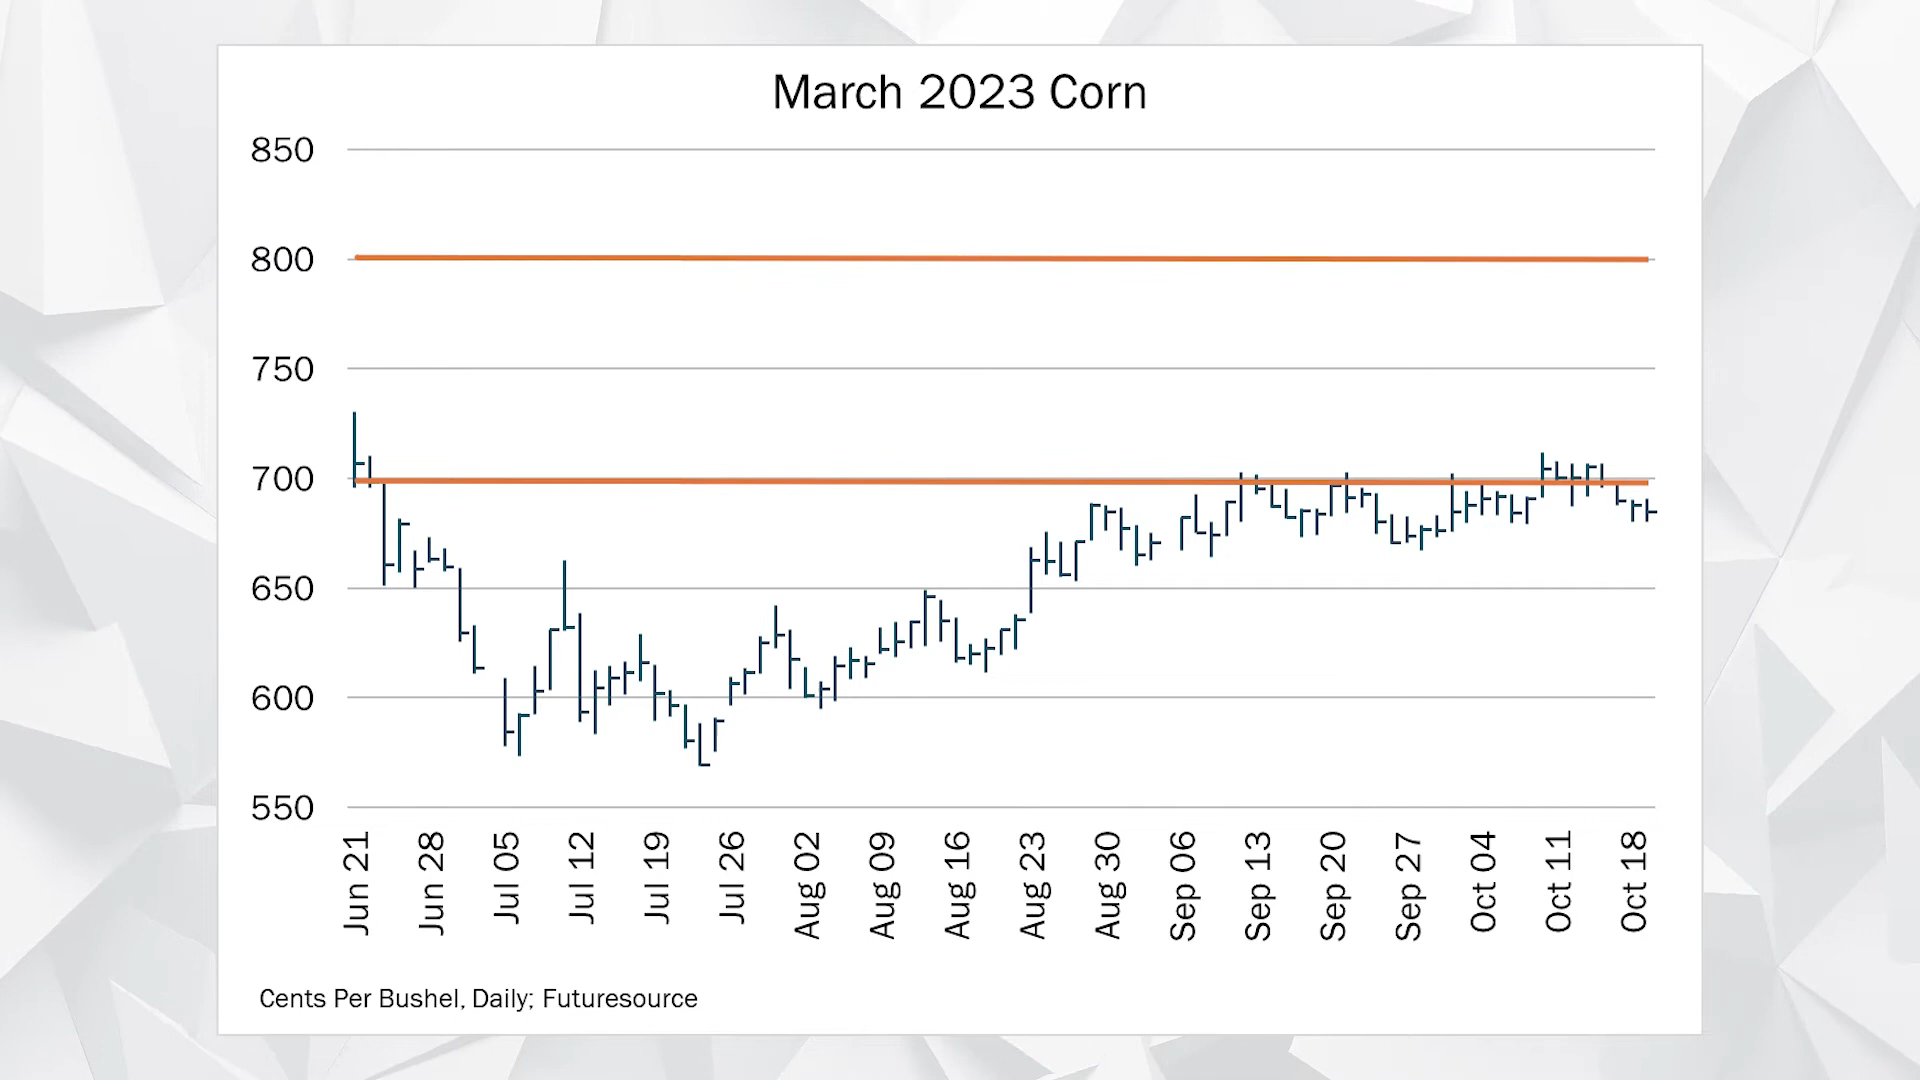 March 2023 Corn
850
800
750
700
650
600
550
Jun 21
Jun 28
Jul 05
Jul 12
Jul 19
Jul 26
Aug 02
Aug 09
Aug 16
Aug 23
Aug 30
Sep 06
Sep 13
Sep 20
Sep 27
Oct 04
Oct 11
Oct 18
Cents Per Bushel, Daily; Futuresource